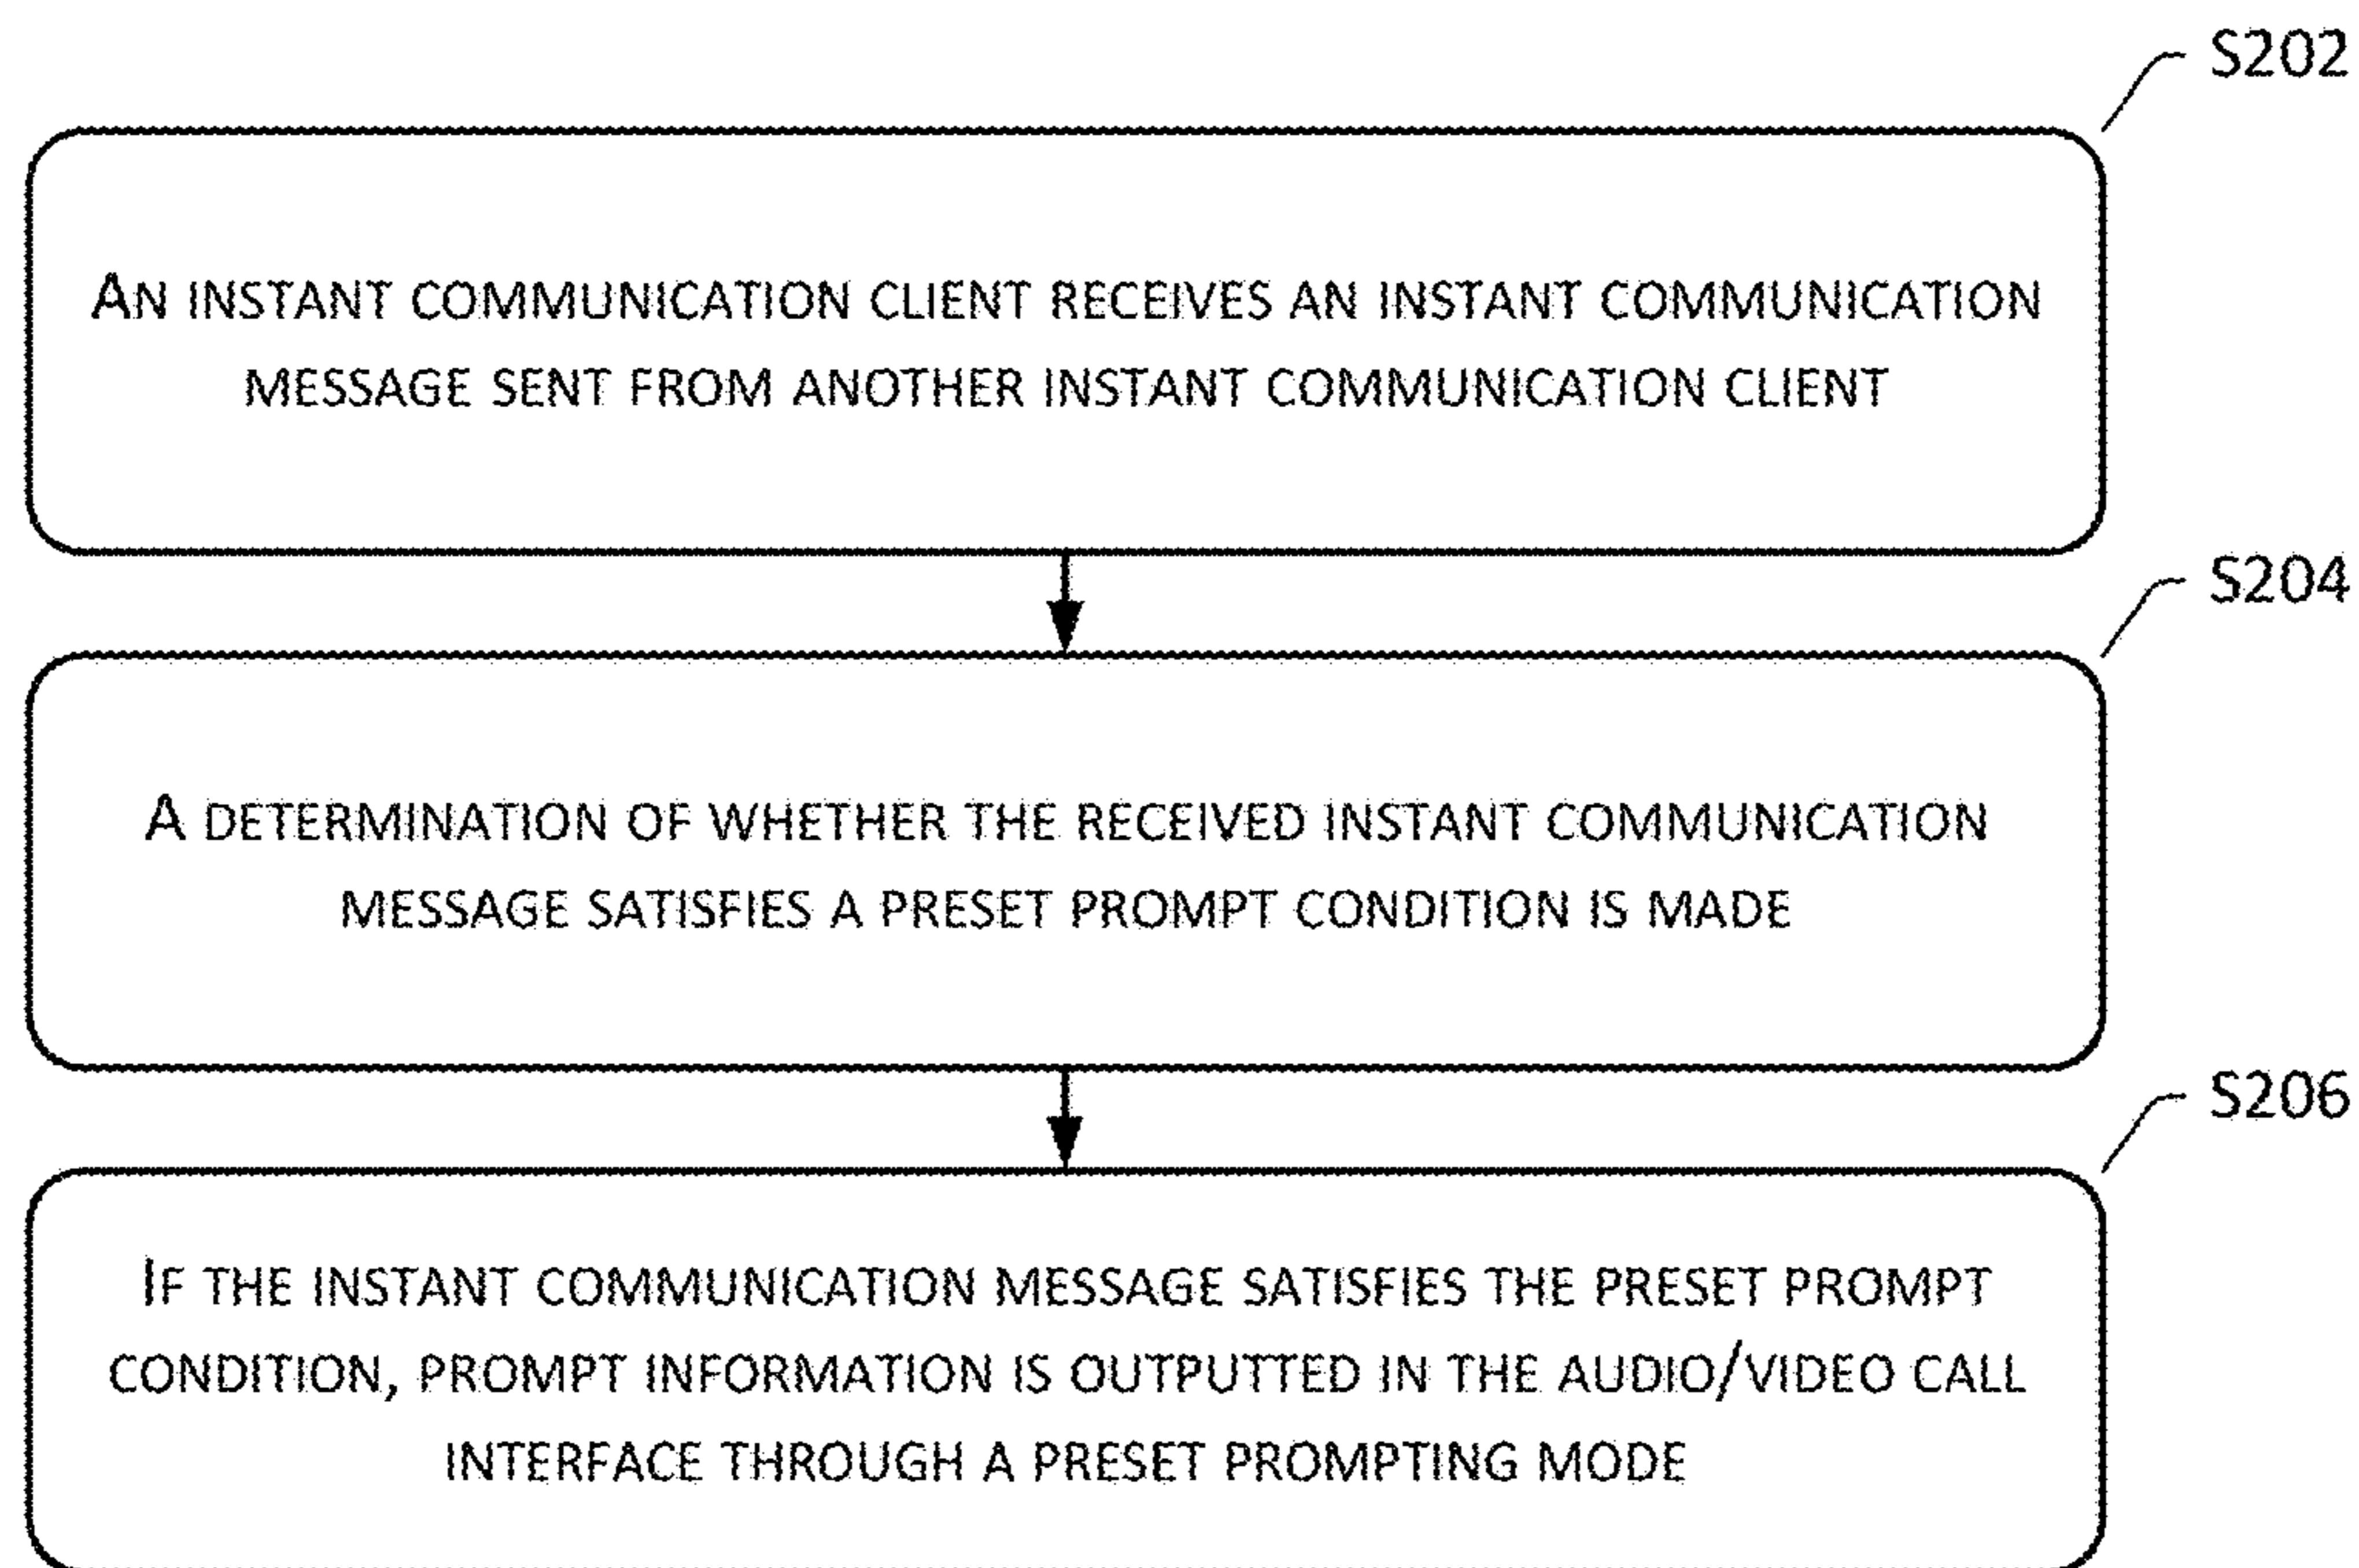 S202
AN INSTANT COMMUNICATION CLIENT RECEIVES AN INSTANT COMMUNICATION
MESSAGE SENT FROM ANOTHER INSTANT COMMUNICATION CLIENT
S204
A DETERMINATION OF WHETHER THE RECEIVED INSTANT COMMUNICATION
MESSAGE SATISFIES A PRESET PROMPT CONDITION IS MADE
S206
IF THE INSTANT COMMUNICATION MESSAGE SATISFIES THE PRESET PROMPT
CONDITION, PROMPT INFORMATION IS OUTPUTTED IN THE AUDIO/VIDEO CALL
INTERFACE THROUGH A PRESET PROMPTING MODE